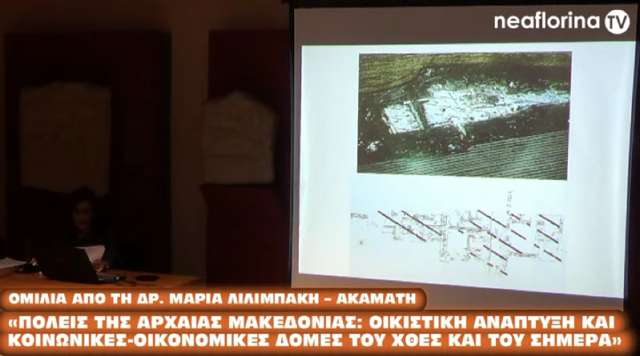 neaflorina TV
ΟΜΙΛΙΑ ΑΠΟ ΤΗ ΔΡ. ΜΑΡΙΑ ΛΙΛΙΜΠΑΚΗ – ΑΚΑΜΑΤΗ
«ΠΟΛΕΙΣ ΤΗΣ ΑΡΧΑΙΑΣ ΜΑΚΕΔΟΝΙΑΣ: ΟΙΚΙΣΤΙΚΗ ΑΝΑΠΤΥΞΗ ΚΑΙ
ΚΟΙΝΩΝΙΚΕΣ-ΟΙΚΟΝΟΜΙΚΕΣ ΔΟΜΕΣ ΤΟΥ ΧΘΕΣ ΚΑΙ ΤΟΥ ΣΗΜΕΡΑ»